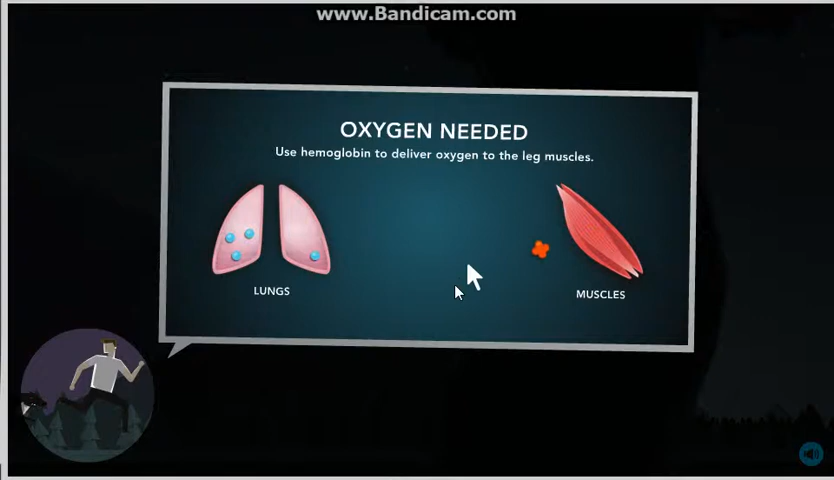 www.Bandicam.com
OXYGEN NEEDED
Use hemoglobin to deliver oxygen to the leg muscles.
LUNGS
MUSCLES